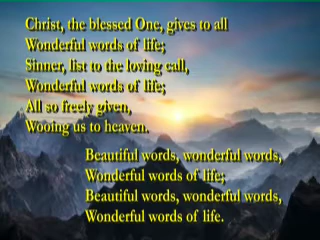 Christ, the blessed One, gives to all
Wonderful words of life;
Sinner, list to the loving call,
Wonderful words of life;
All so freely given,
Wooing us to heaven.
Beautiful words, wonderful words,
Wonderful words of life;
Beautiful words, wonderful words,
Wonderful words of life.